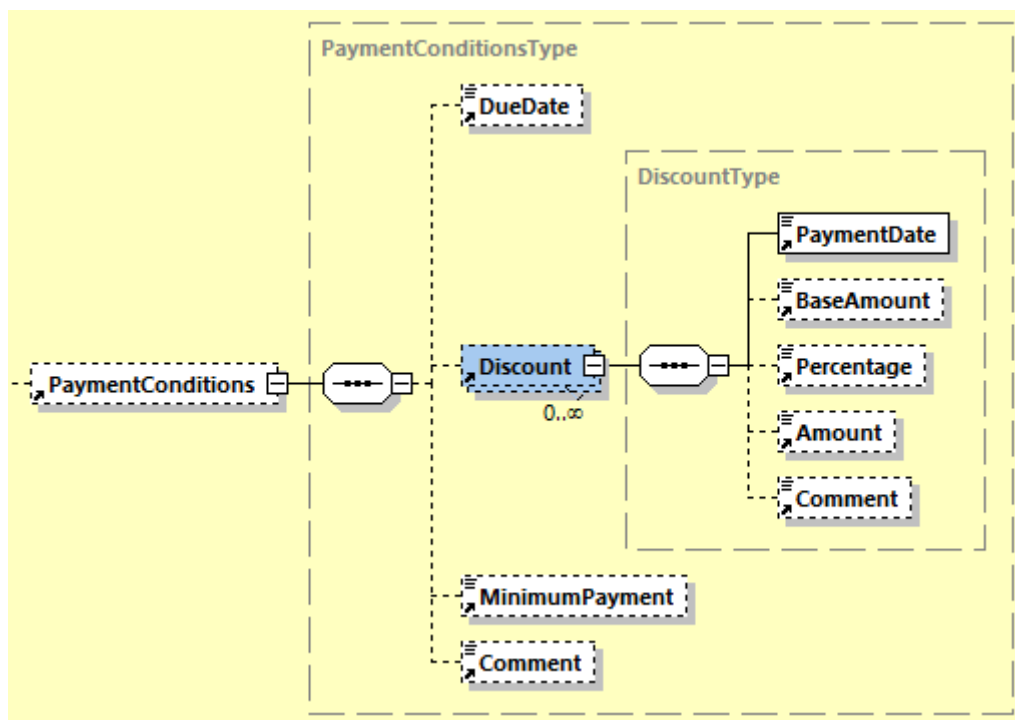 PaymentConditionsType
DueDate
DiscountType
PaymentDate
BaseAmount
PaymentConditions
Discount
0..∞
Percentage
Amount
Comment
MinimumPayment
Comment